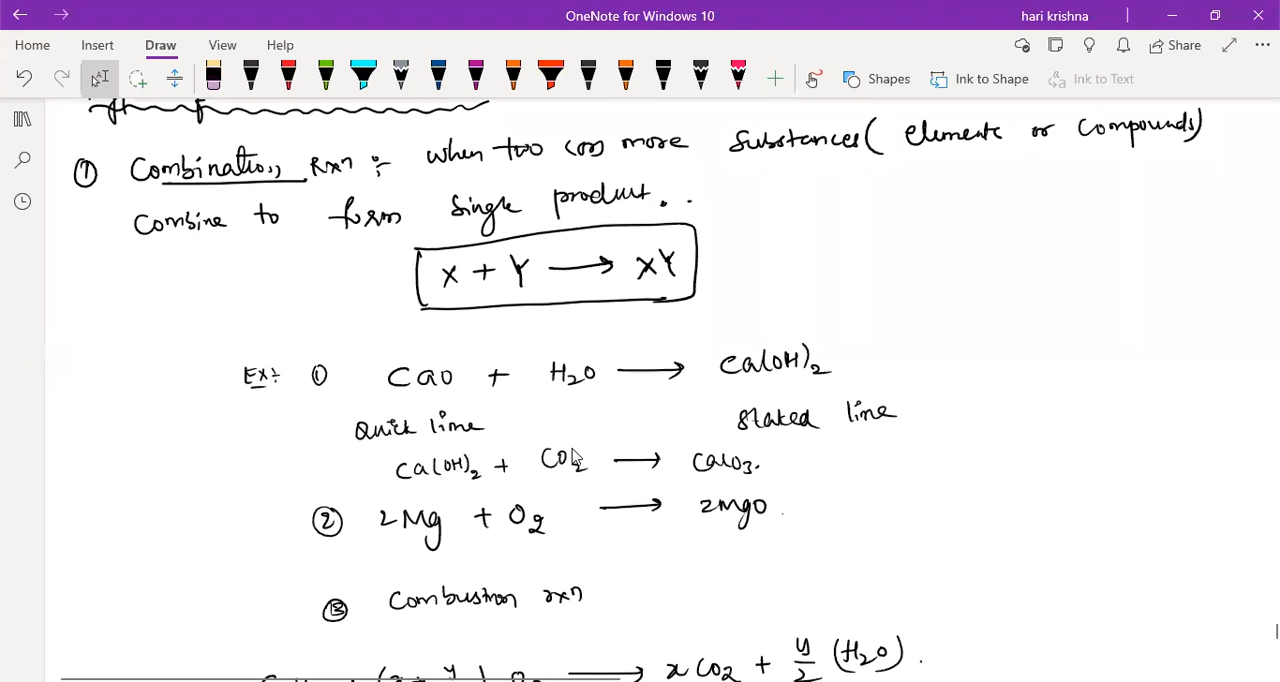 OneNote for Windows 10
hari krishna
Home Insert Draw View Help
Share
Shapes Ink to Shape Ink to Text
① Combination Rxn :- when two (or) more substances( elements or compounds)
combine to form single product..
X + Y → XY
Ex:- ① CaO + H₂O → Ca(OH)₂
Quick lime Slaked lime
Ca(OH)₂ + CO₂ → CaCO₃.
② 2Mg + O₂ → 2MgO
③ Combustion rxn
→ x CO₂ + y/2 (H₂O).